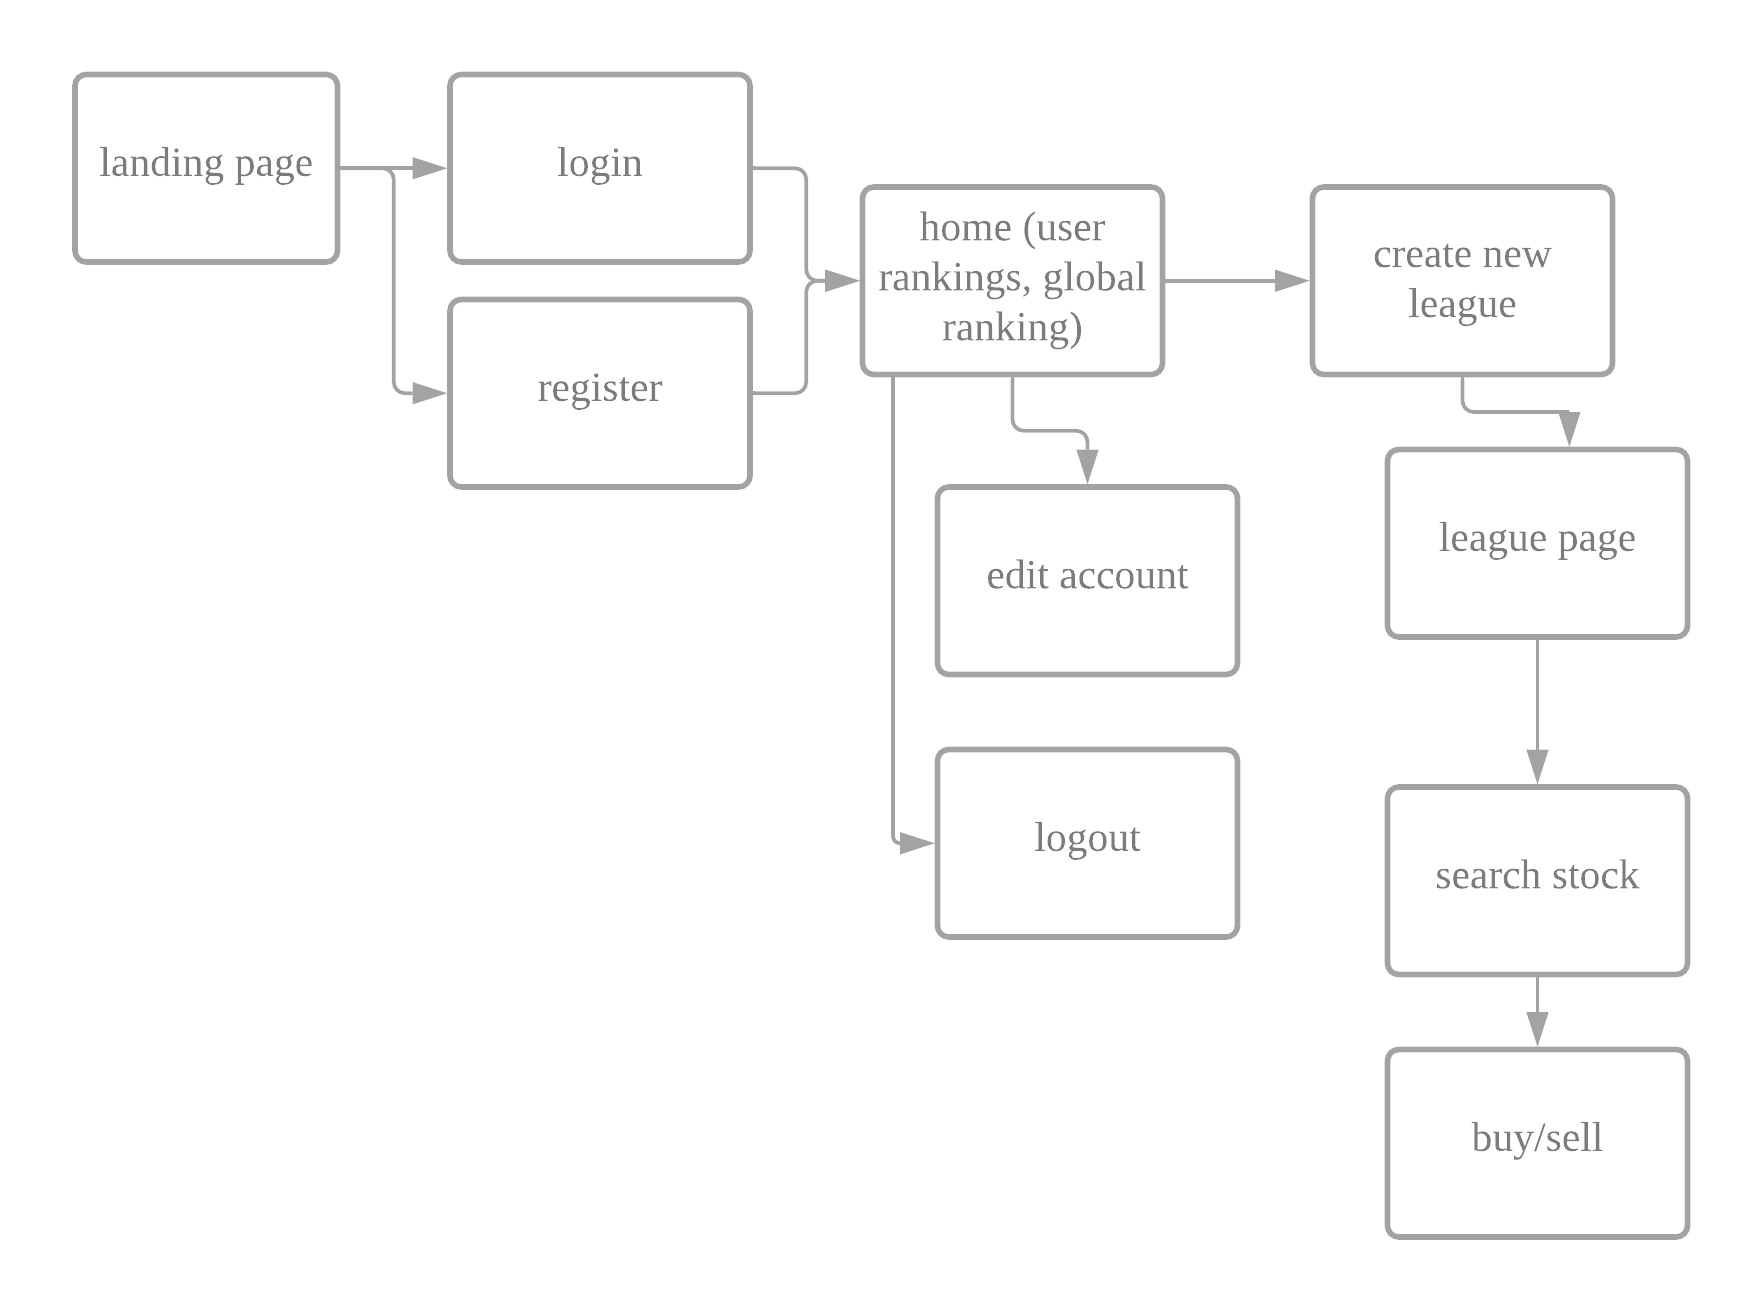 landing page
login
register
home (user
rankings, global
ranking)
create new
league
edit account
league page
logout
search stock
buy/sell